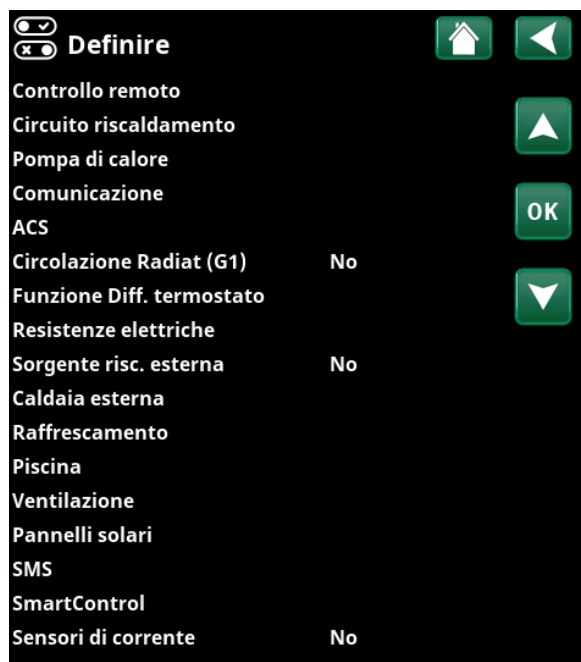 Definire
Controllo remoto
Circuito riscaldamento
Pompa di calore
Comunicazione
ACS
OK
Circolazione Radiat (G1) No
Funzione Diff. termostato
Resistenze elettriche
Sorgente risc. esterna No
Caldaia esterna
Raffrescamento
Piscina
Ventilazione
Pannelli solari
SMS
SmartControl
Sensori di corrente No